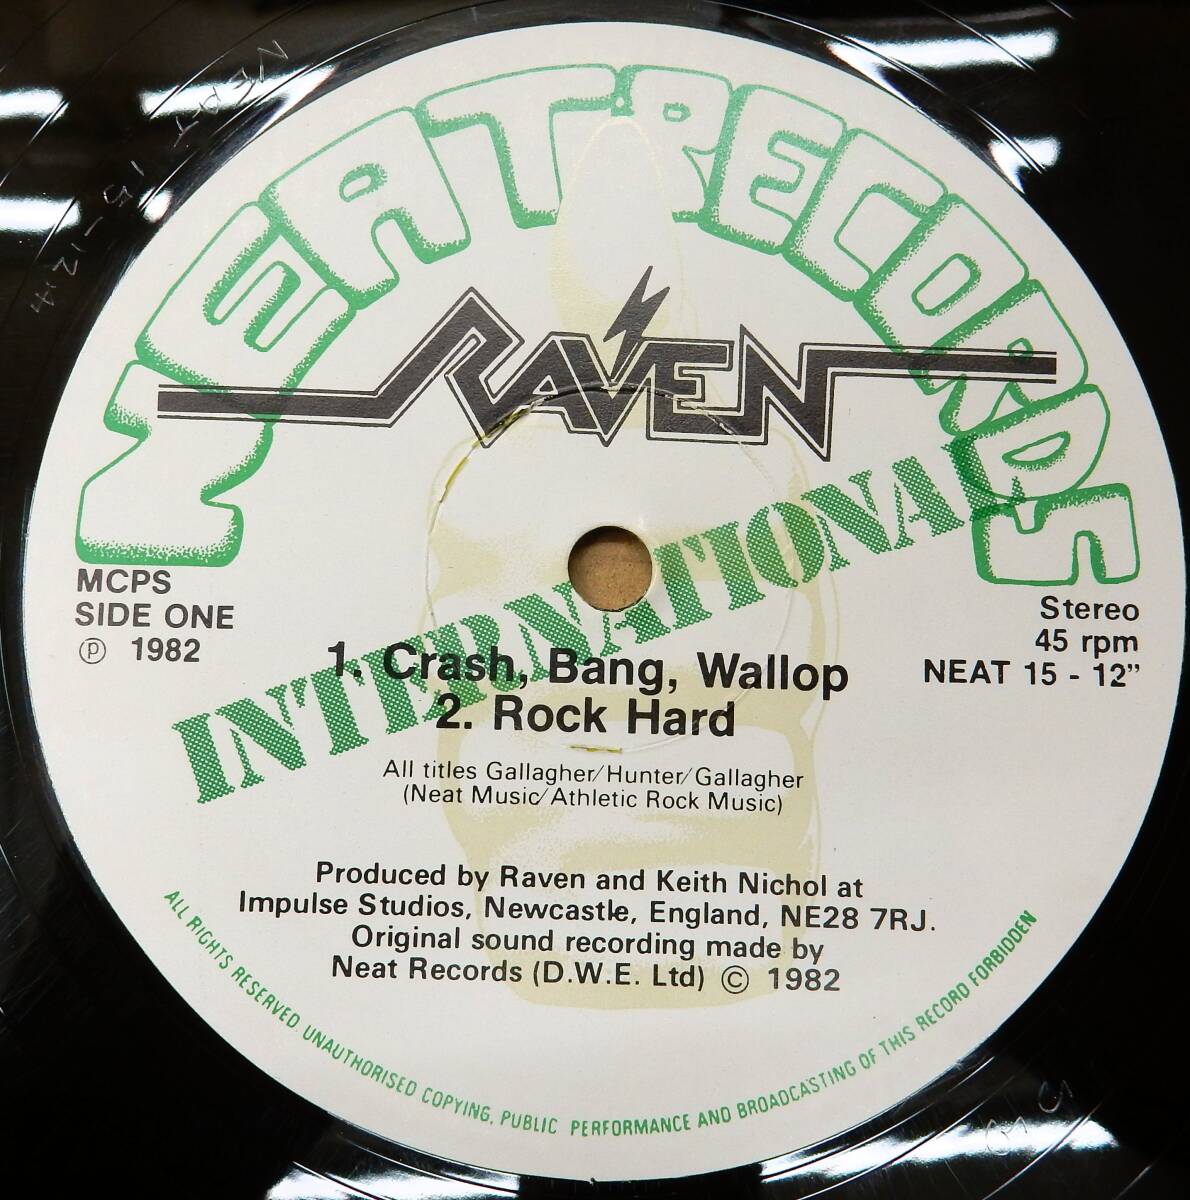 NEAT RECORDS
RAVEN
INTERNATIONAL
MCPS
SIDE ONE
℗ 1982
Stereo
45 rpm
NEAT 15 - 12”
1. Crash, Bang, Wallop
2. Rock Hard
All titles Gallagher/Hunter/Gallagher
(Neat Music/Athletic Rock Music)
Produced by Raven and Keith Nichol at
Impulse Studios, Newcastle, England, NE28 7RJ.
Original sound recording made by
Neat Records (D.W.E. Ltd) © 1982
ALL RIGHTS RESERVED. UNAUTHORISED COPYING, PUBLIC PERFORMANCE AND BROADCASTING OF THIS RECORD FORBIDDEN
NEAT 15-12A